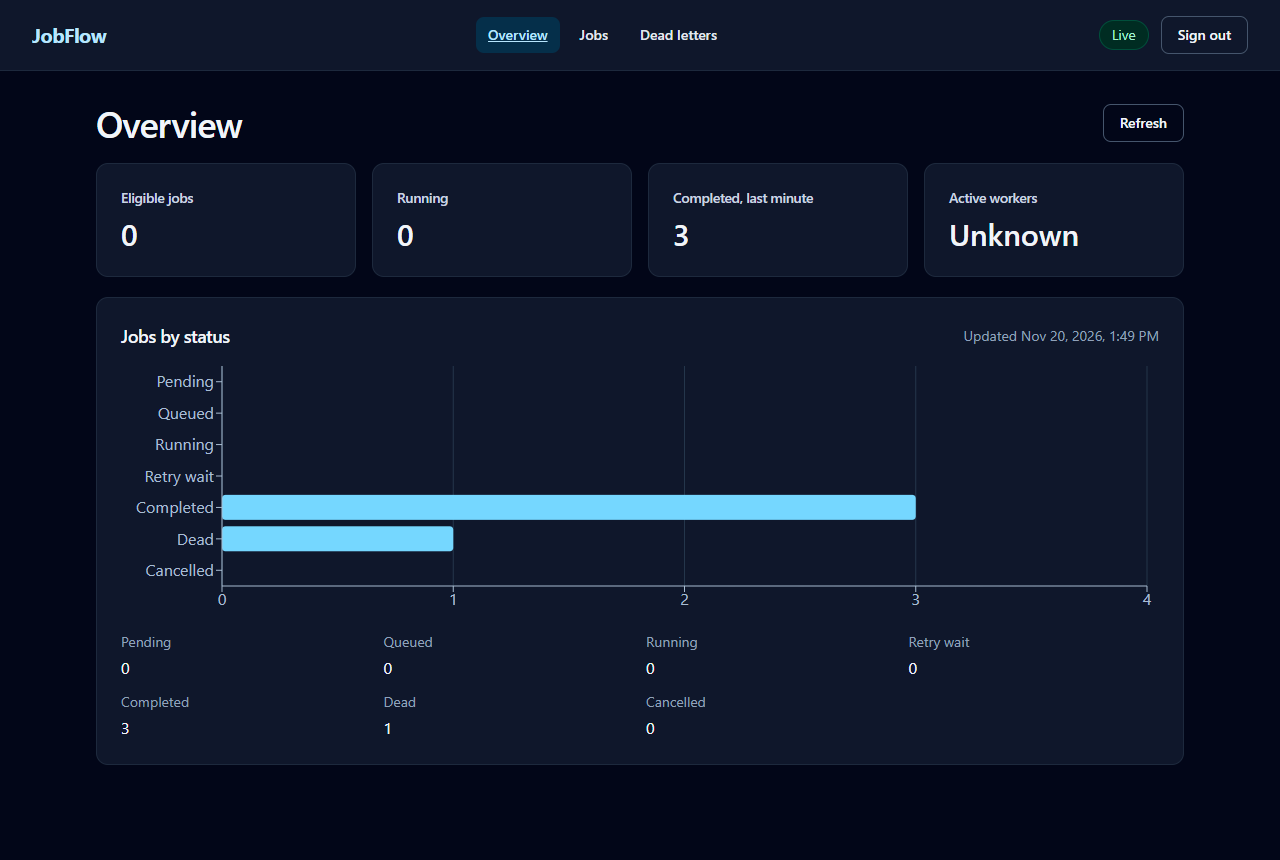 JobFlow
Overview
Jobs
Dead letters
Live
Sign out
Overview
Refresh
Eligible jobs
0
Running
0
Completed, last minute
3
Active workers
Unknown
Jobs by status
Updated Nov 20, 2026, 1:49 PM
Pending
Queued
Running
Retry wait
Completed
Dead
Cancelled
0 1 2 3 4
Pending
0
Queued
0
Running
0
Retry wait
0
Completed
3
Dead
1
Cancelled
0